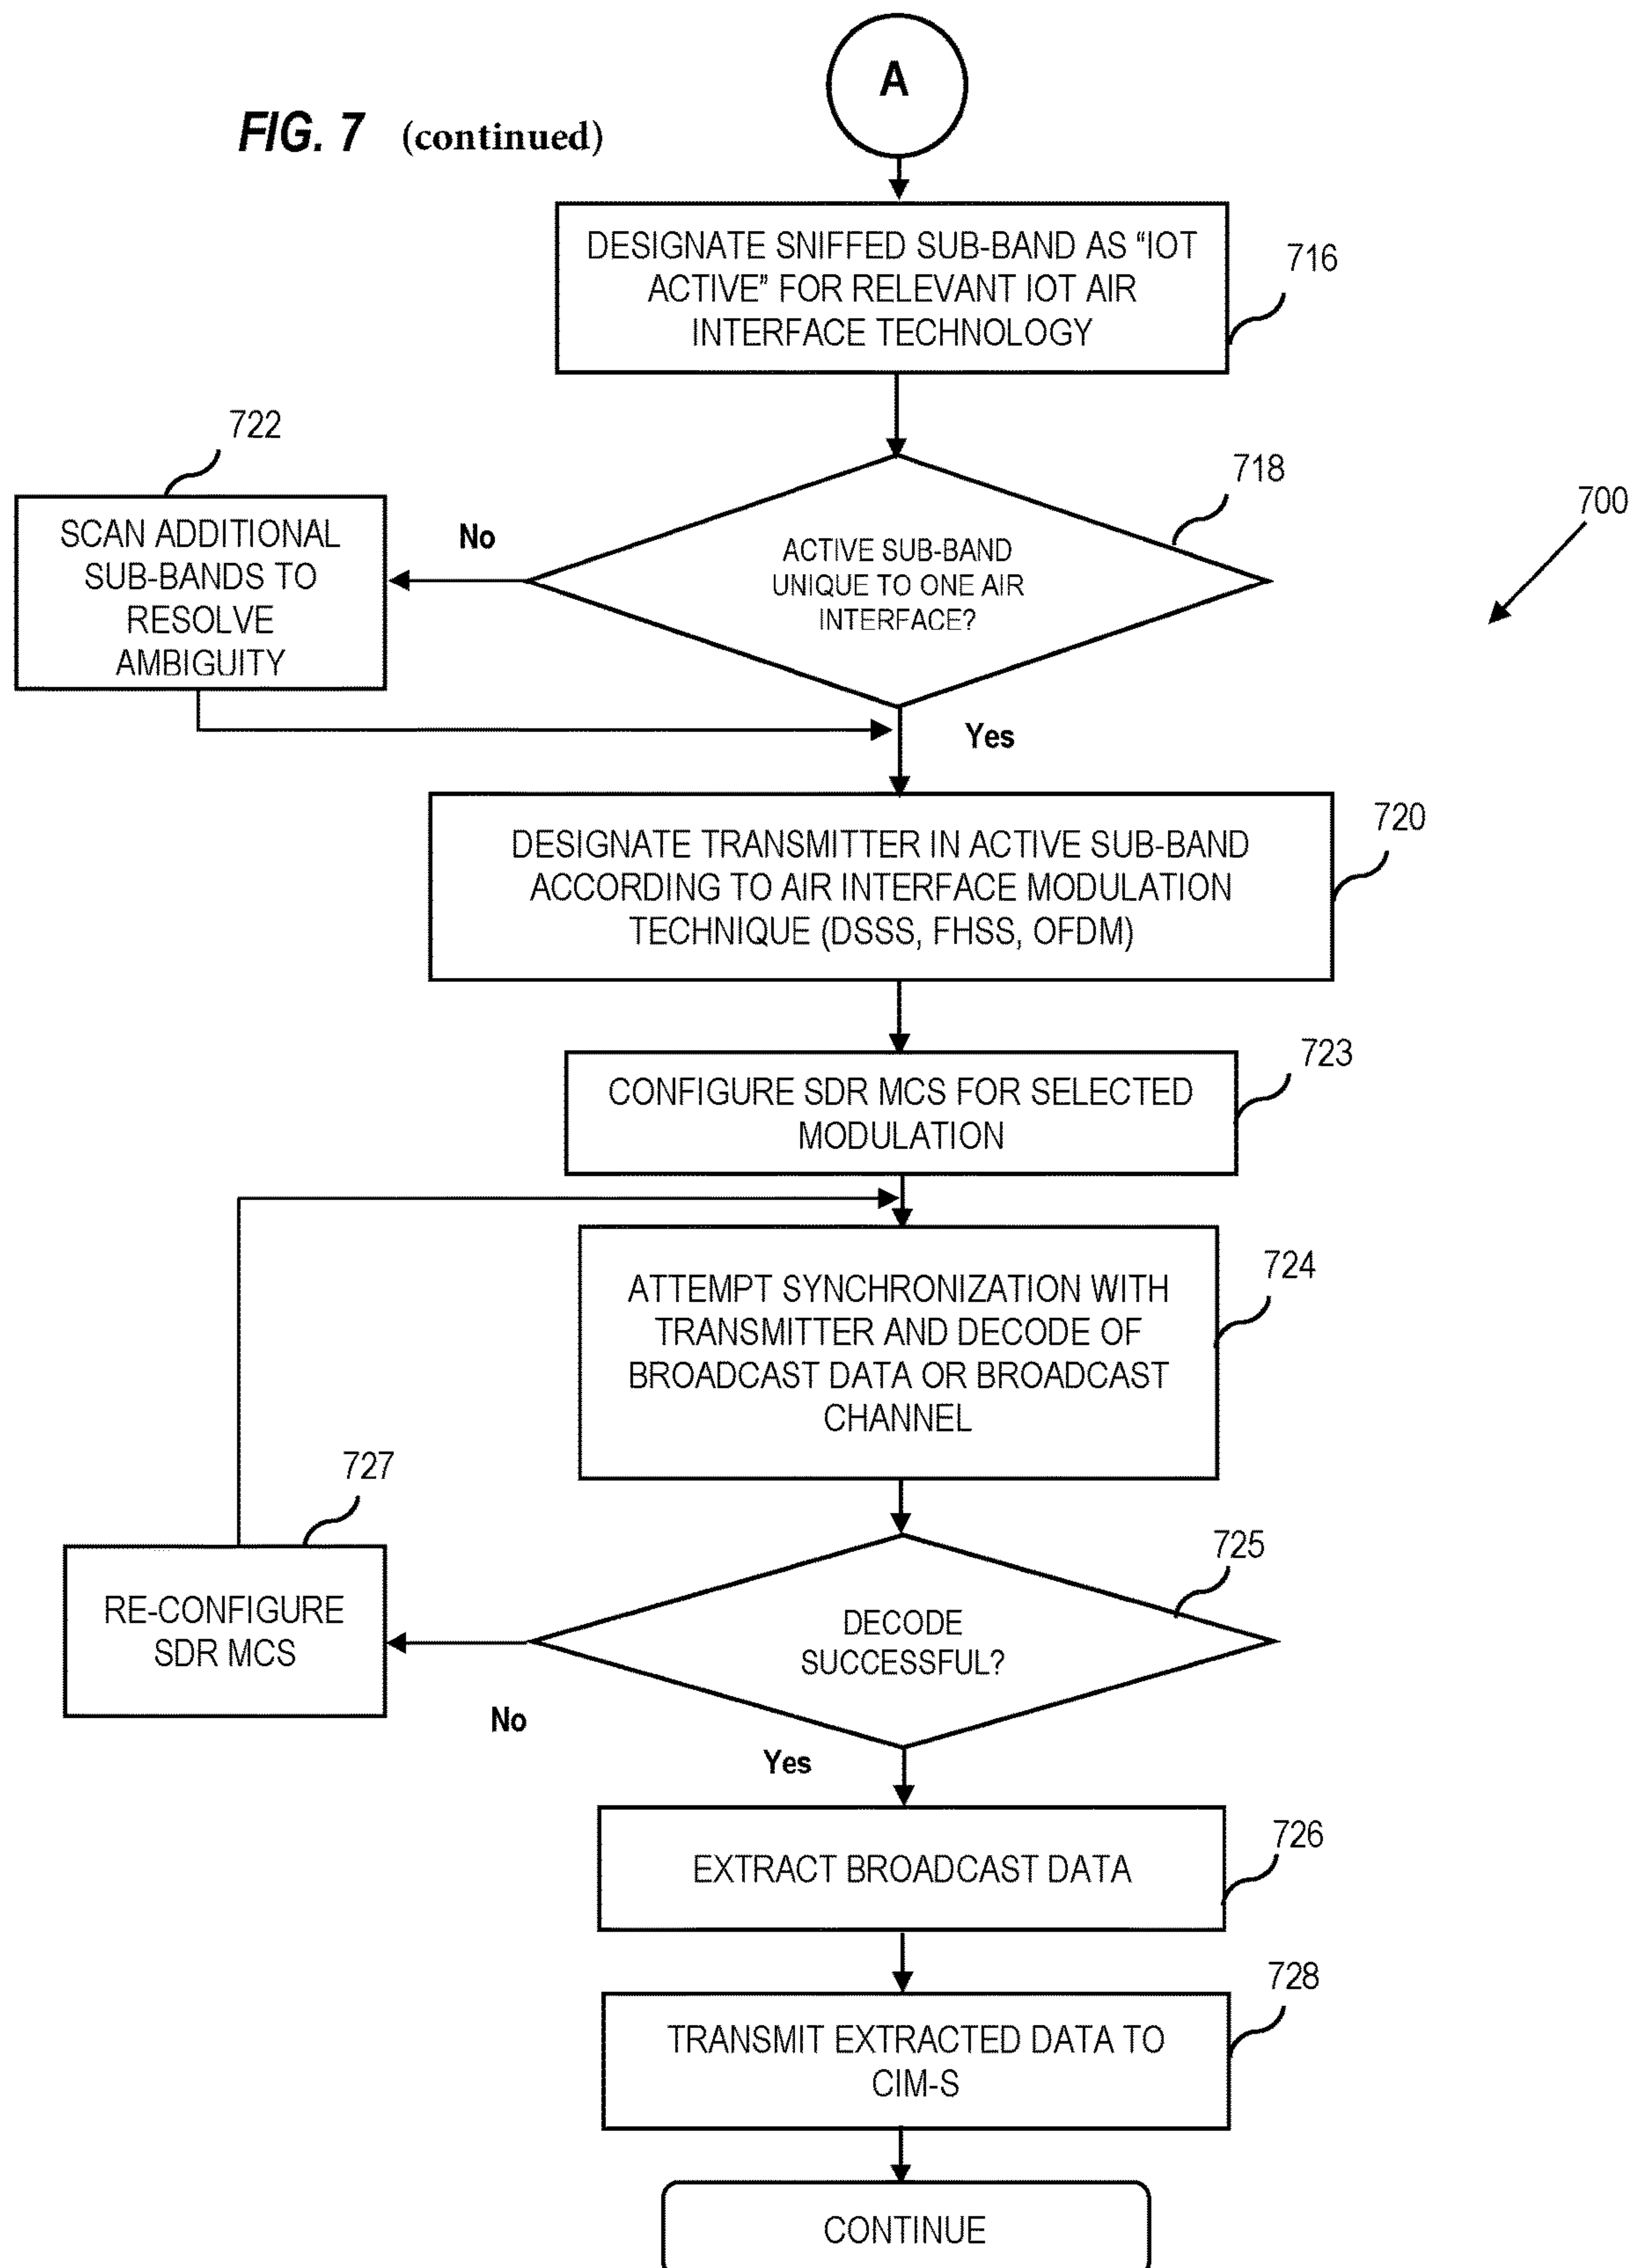 A
FIG. 7 (continued)
DESIGNATE SNIFFED SUB-BAND AS “IOT
ACTIVE” FOR RELEVANT IOT AIR
INTERFACE TECHNOLOGY
716
722
718
700
SCAN ADDITIONAL
SUB-BANDS TO
RESOLVE
AMBIGUITY
No
ACTIVE SUB-BAND
UNIQUE TO ONE AIR
INTERFACE?
Yes
720
DESIGNATE TRANSMITTER IN ACTIVE SUB-BAND
ACCORDING TO AIR INTERFACE MODULATION
TECHNIQUE (DSSS, FHSS, OFDM)
723
CONFIGURE SDR MCS FOR SELECTED
MODULATION
724
ATTEMPT SYNCHRONIZATION WITH
TRANSMITTER AND DECODE OF
BROADCAST DATA OR BROADCAST
CHANNEL
727
725
RE-CONFIGURE
SDR MCS
DECODE
SUCCESSFUL?
No
Yes
726
EXTRACT BROADCAST DATA
728
TRANSMIT EXTRACTED DATA TO
CIM-S
CONTINUE